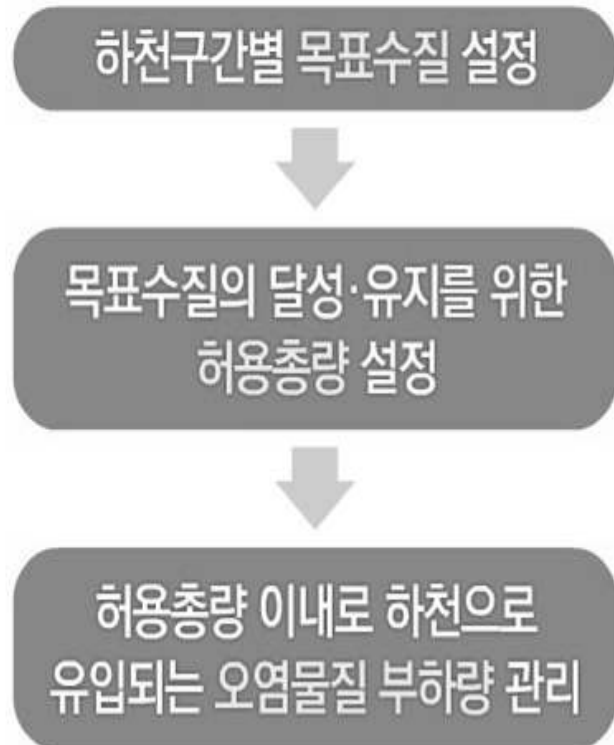 하천구간별 목표수질 설정
목표수질의 달성·유지를 위한
허용총량 설정
허용총량 이내로 하천으로
유입되는 오염물질 부하량 관리